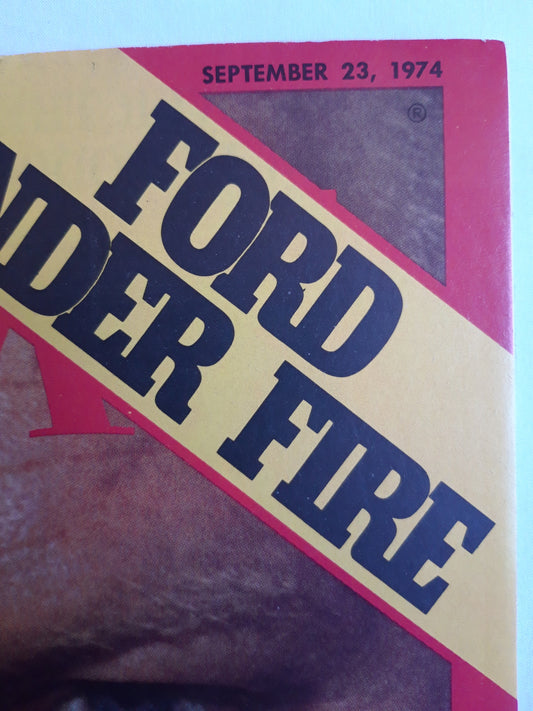 SEPTEMBER 23, 1974
®
FORD
NDER FIRE